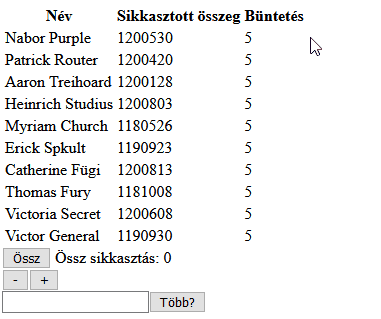 Név Sikkasztott összeg Büntetés
Nabor Purple 1200530 5
Patrick Router 1200420 5
Aaron Treihoard 1200128 5
Heinrich Studius 1200803 5
Myriam Church 1180526 5
Erick Spkult 1190923 5
Catherine Fügi 1200813 5
Thomas Fury 1181008 5
Victoria Secret 1200608 5
Victor General 1190930 5
Össz Össz sikkasztás: 0
- +
Több?